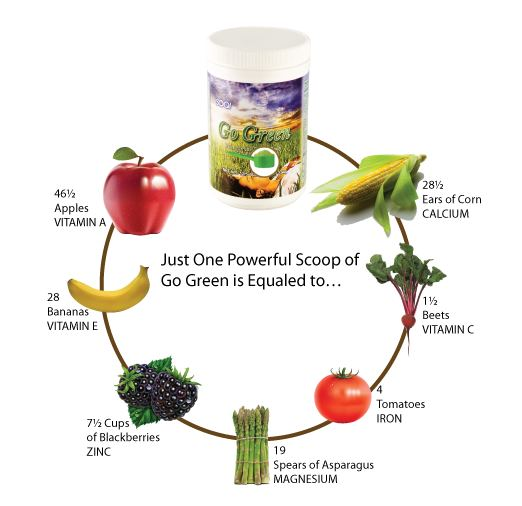 SOO!
Go Green
46½
Apples
VITAMIN A
28½
Ears of Corn
CALCIUM
Just One Powerful Scoop of
Go Green is Equaled to…
28
Bananas
VITAMIN E
1½
Beets
VITAMIN C
4
Tomatoes
IRON
7½ Cups
of Blackberries
ZINC
19
Spears of Asparagus
MAGNESIUM